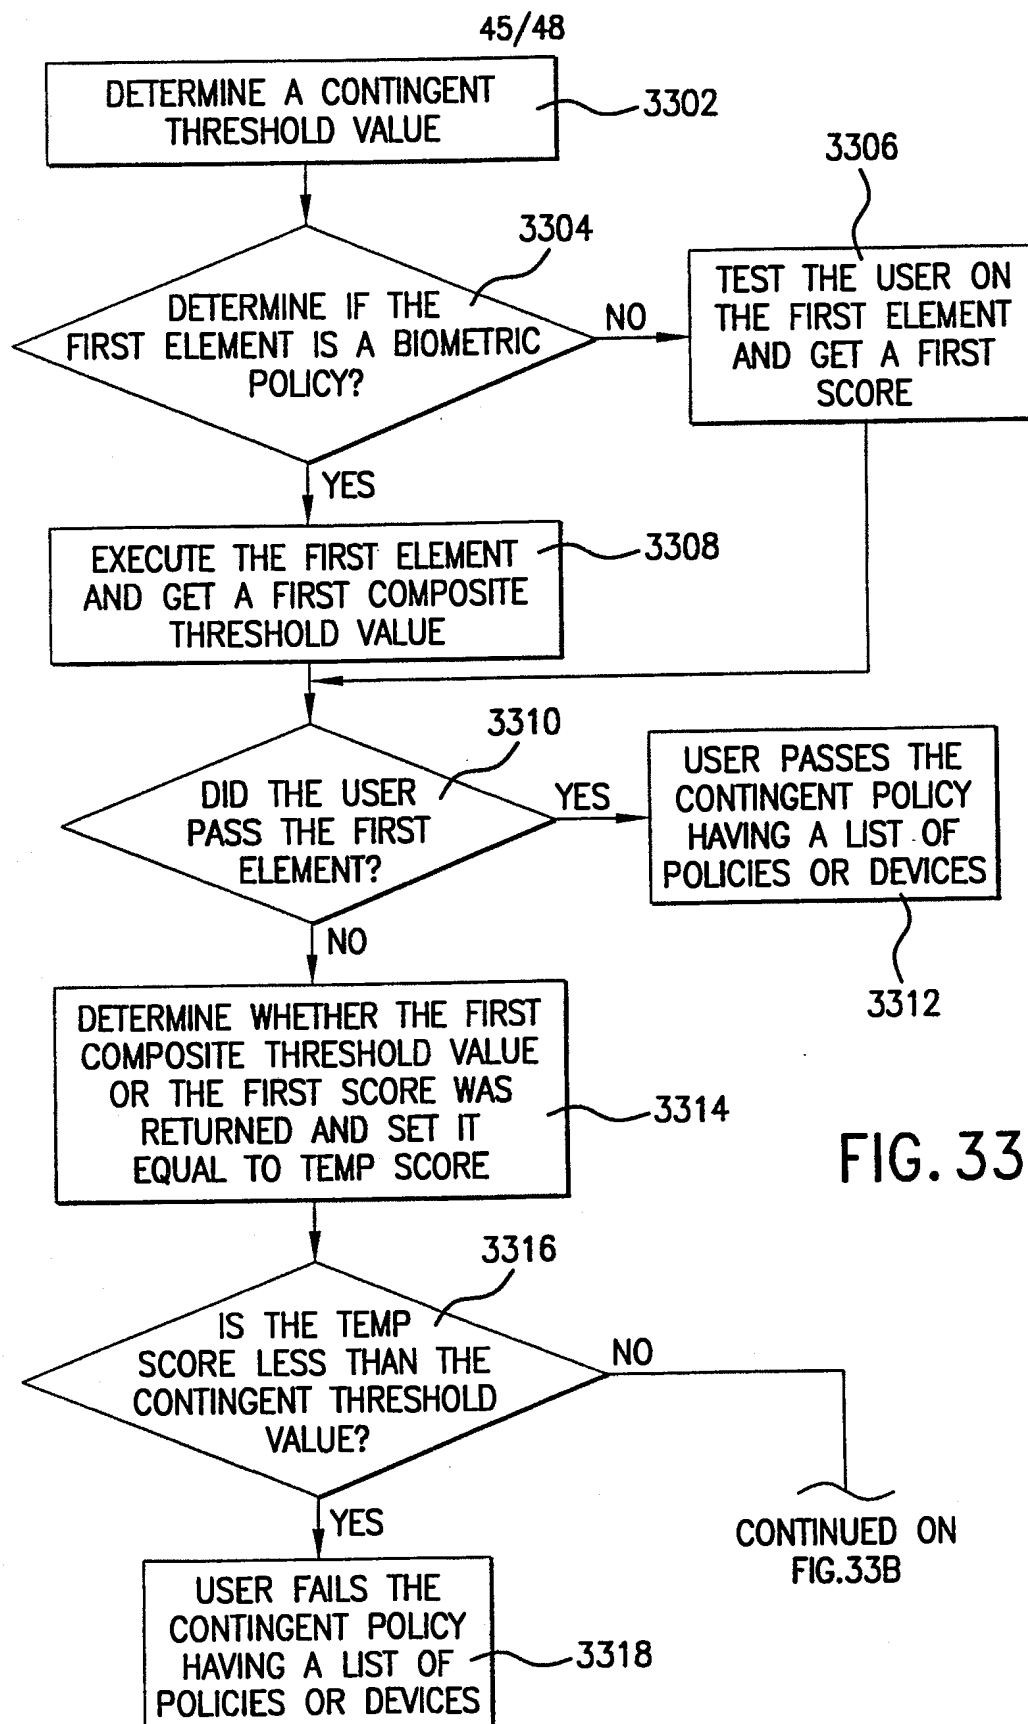 45/48
DETERMINE A CONTINGENT
THRESHOLD VALUE
3302
3306
3304
DETERMINE IF THE
FIRST ELEMENT IS A BIOMETRIC
POLICY?
NO
TEST THE USER ON
THE FIRST ELEMENT
AND GET A FIRST
SCORE
YES
EXECUTE THE FIRST ELEMENT
AND GET A FIRST COMPOSITE
THRESHOLD VALUE
3308
3310
DID THE USER
PASS THE FIRST
ELEMENT?
YES
USER PASSES THE
CONTINGENT POLICY
HAVING A LIST OF
POLICIES OR DEVICES
3312
NO
DETERMINE WHETHER THE FIRST
COMPOSITE THRESHOLD VALUE
OR THE FIRST SCORE WAS
RETURNED AND SET IT
EQUAL TO TEMP SCORE
3314
FIG. 33
3316
IS THE TEMP
SCORE LESS THAN THE
CONTINGENT THRESHOLD
VALUE?
NO
YES
CONTINUED ON
FIG.33B
USER FAILS THE
CONTINGENT POLICY
HAVING A LIST OF
POLICIES OR DEVICES
3318